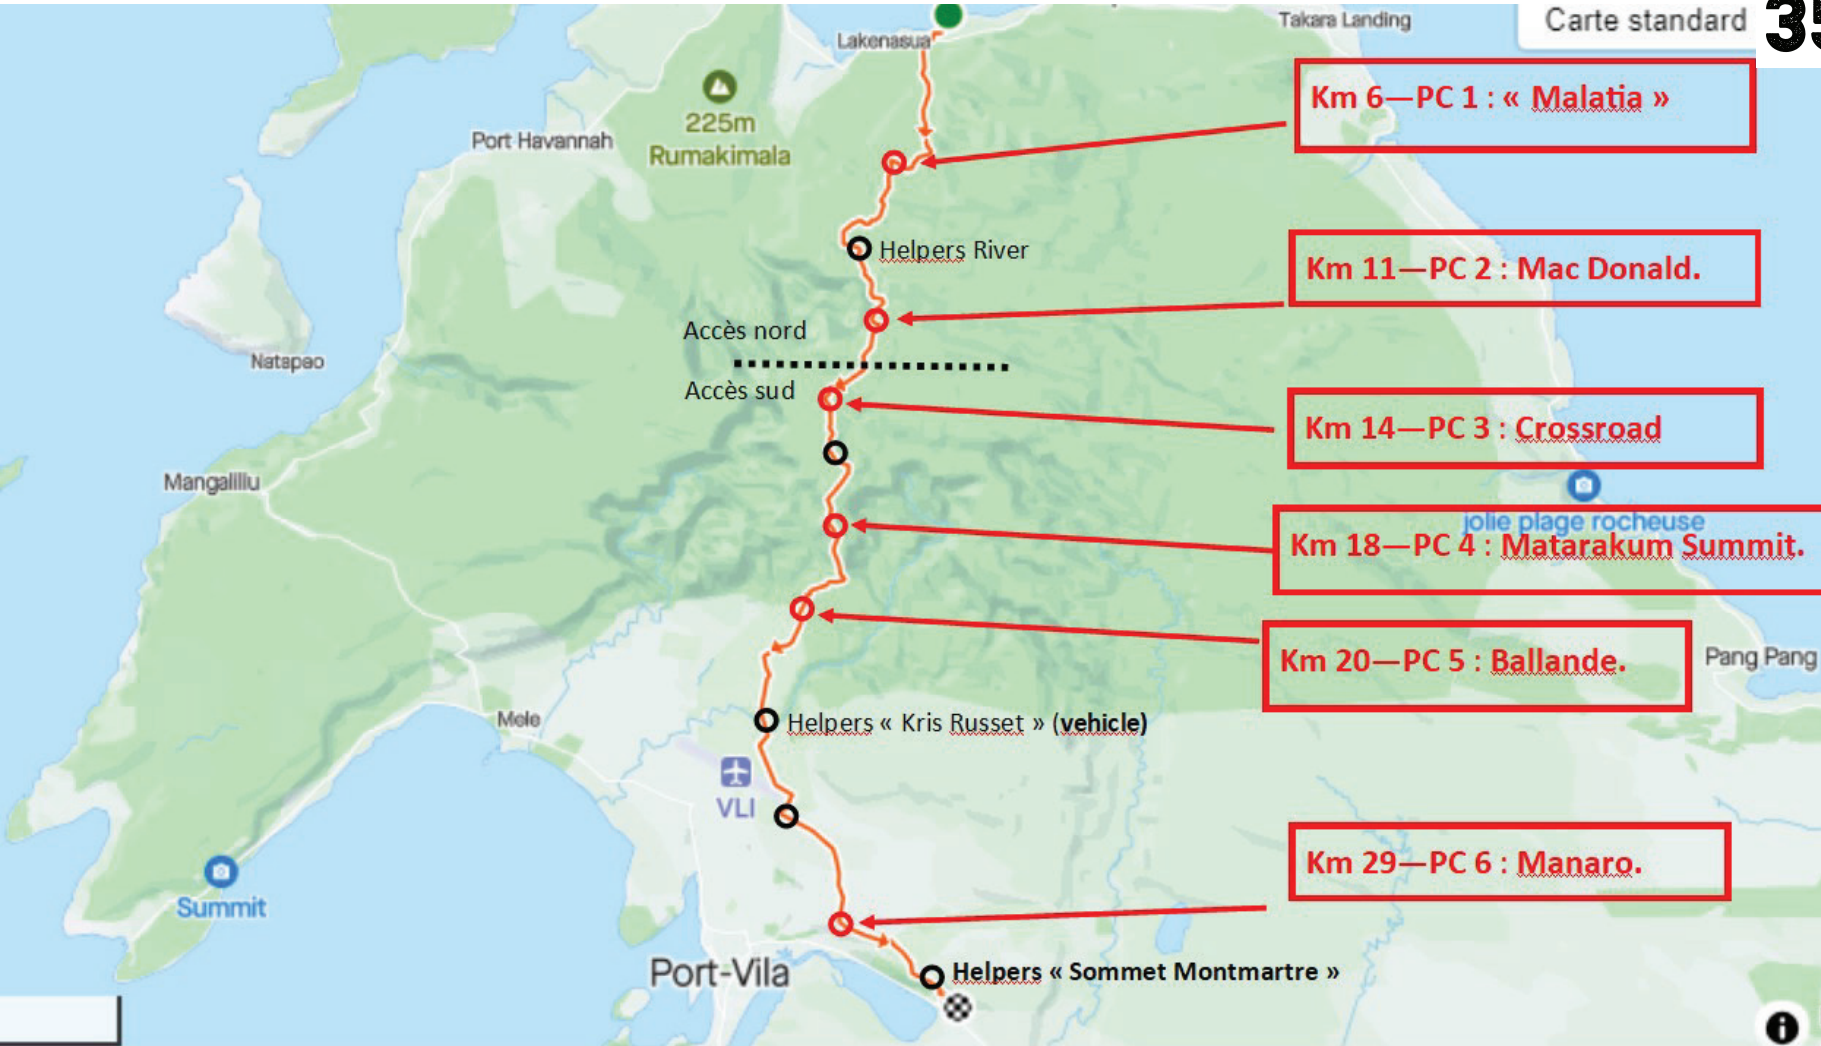 Takara Landing
Carte standard
35
Lakenasua
Km 6—PC 1 : « Malatia »
225m
Rumakimala
Port Havannah
Helpers River
Km 11—PC 2 : Mac Donald.
Accès nord
Natapao
Accès sud
Km 14—PC 3 : Crossroad
Mangalillu
jolie plage rocheuse
Km 18—PC 4 : Matarakum Summit.
Km 20—PC 5 : Ballande.
Pang Pang
Mele
Helpers « Kris Russet » (vehicle)
VLI
Km 29—PC 6 : Manaro.
Summit
Port-Vila
Helpers « Sommet Montmartre »